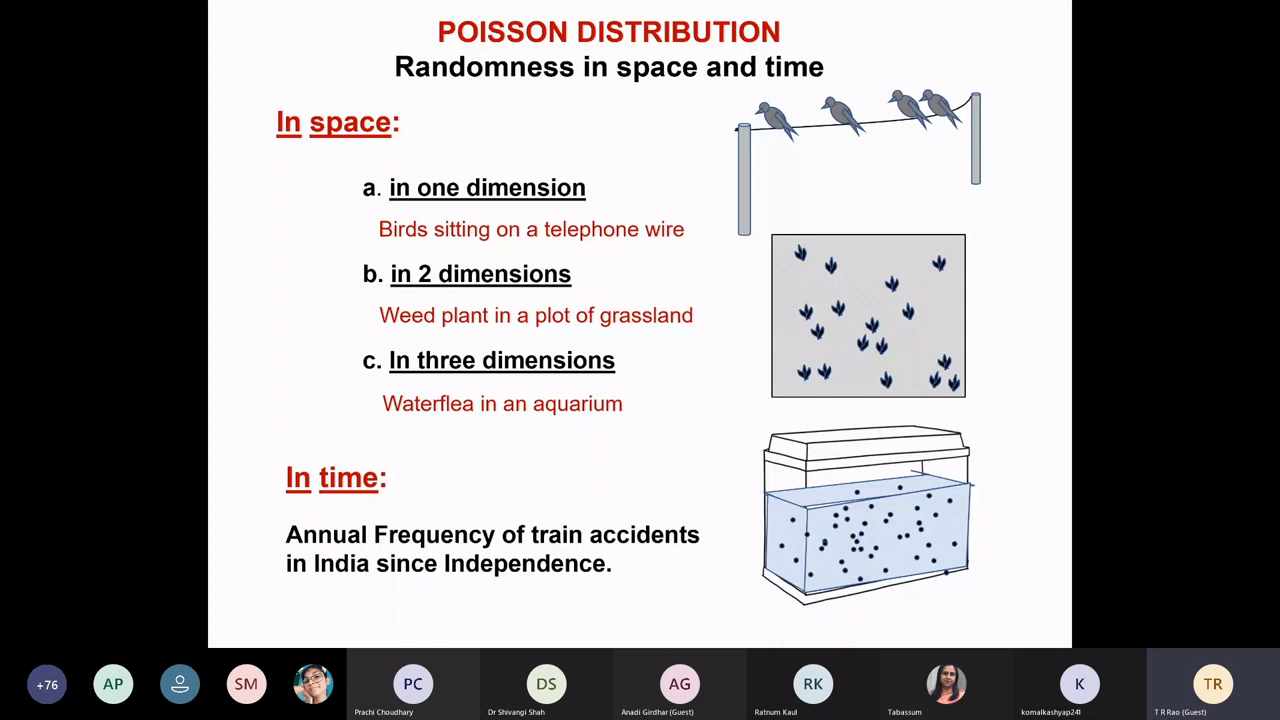 POISSON DISTRIBUTION
Randomness in space and time
In space:
a. in one dimension
Birds sitting on a telephone wire
b. in 2 dimensions
Weed plant in a plot of grassland
c. In three dimensions
Waterflea in an aquarium
In time:
Annual Frequency of train accidents
in India since Independence.
+76
AP
SM
PC
DS
AG
RK
K
TR
Prachi Choudhary
Dr Shivangi Shah
Anadi Girdhar (Guest)
Ratnum Kaul
Tabassum
komalkashyap241
T R Rao (Guest)